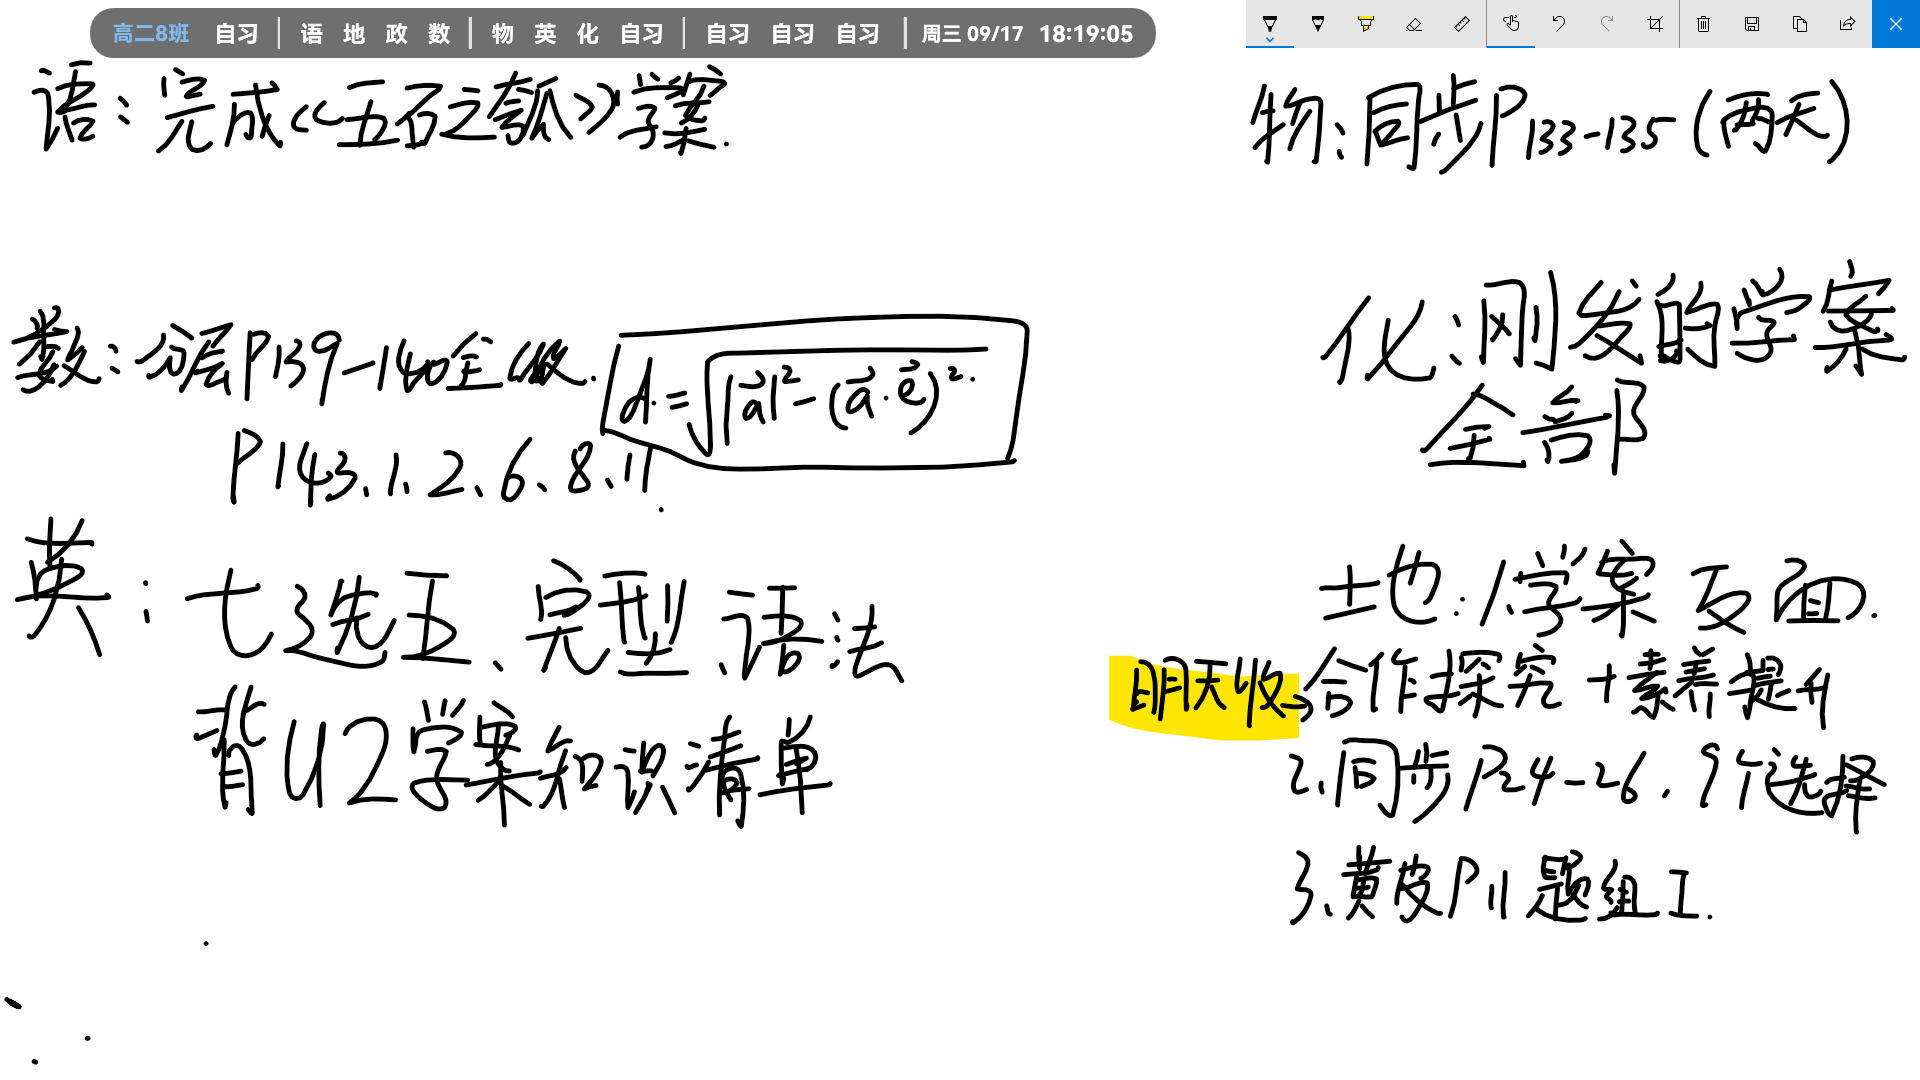 高二8班 自习 | 语 地 政 数 | 物 英 化 自习 | 自习 自习 自习 | 周三 09/17 18:19:05
语:完成《五石之瓠》学案.
数:分层P139-140全做.
d=√(|a⃗|²-(a⃗·e⃗)²)
P143、1、2、6、8、11
英:七选五、完型、语法
背U2学案知识清单
物:同步P133-135(两天)
化:刚发的学案
全部
地:1.学案反面.
明天收→合作探究+素养提升
2、同步P24-26.9个选择
3、黄皮P11题组I.